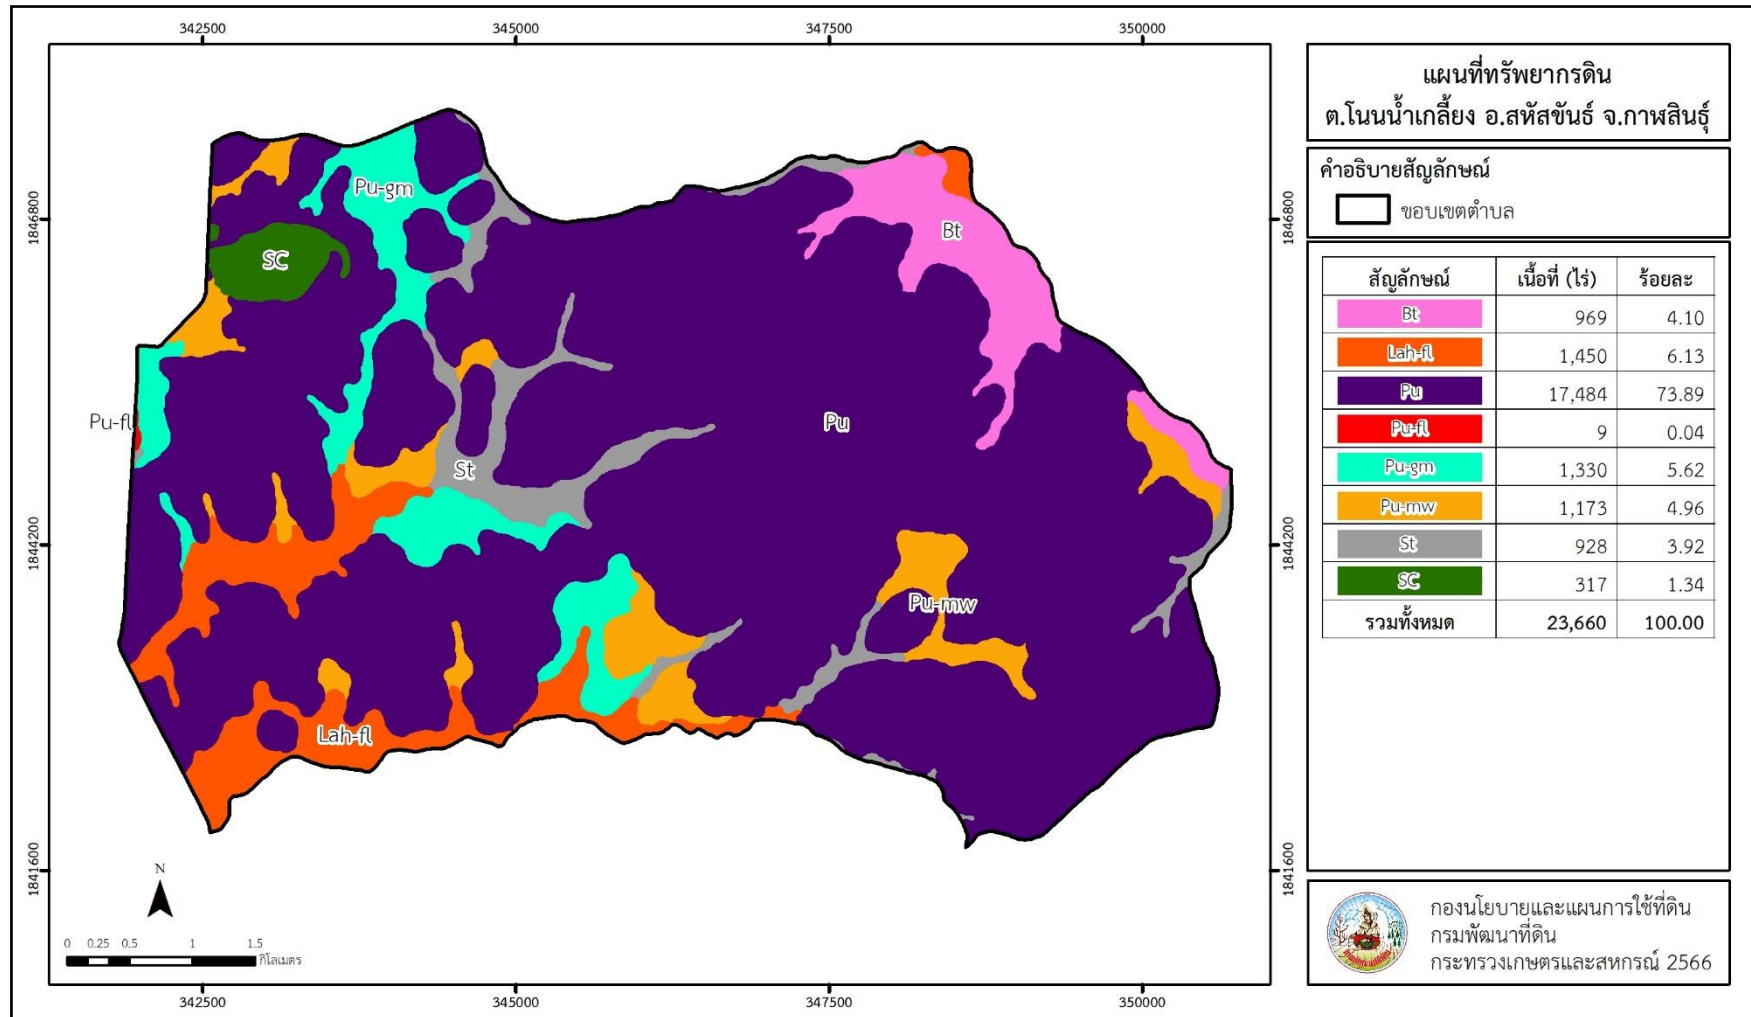 342500 345000 347500 350000
แผนที่ทรัพยากรดิน
ต.โนนน้ำเกลี้ยง อ.สหัสขันธ์ จ.กาฬสินธุ์
คำอธิบายสัญลักษณ์
ขอบเขตตำบล
1846800 1846800
1844200 1844200
1841600 1841600
Pu-gm
SC
Bt
Pu-fl
Pu
St
Pu-mw
Lah-fl
สัญลักษณ์ เนื้อที่ (ไร่) ร้อยละ
Bt 969 4.10
Lah-fl 1,450 6.13
Pu 17,484 73.89
Pu-fl 9 0.04
Pu-gm 1,330 5.62
Pu-mw 1,173 4.96
St 928 3.92
SC 317 1.34
รวมทั้งหมด 23,660 100.00
N
0 0.25 0.5 1 1.5
กิโลเมตร
กองนโยบายและแผนการใช้ที่ดิน
กรมพัฒนาที่ดิน
กระทรวงเกษตรและสหกรณ์ 2566
342500 345000 347500 350000